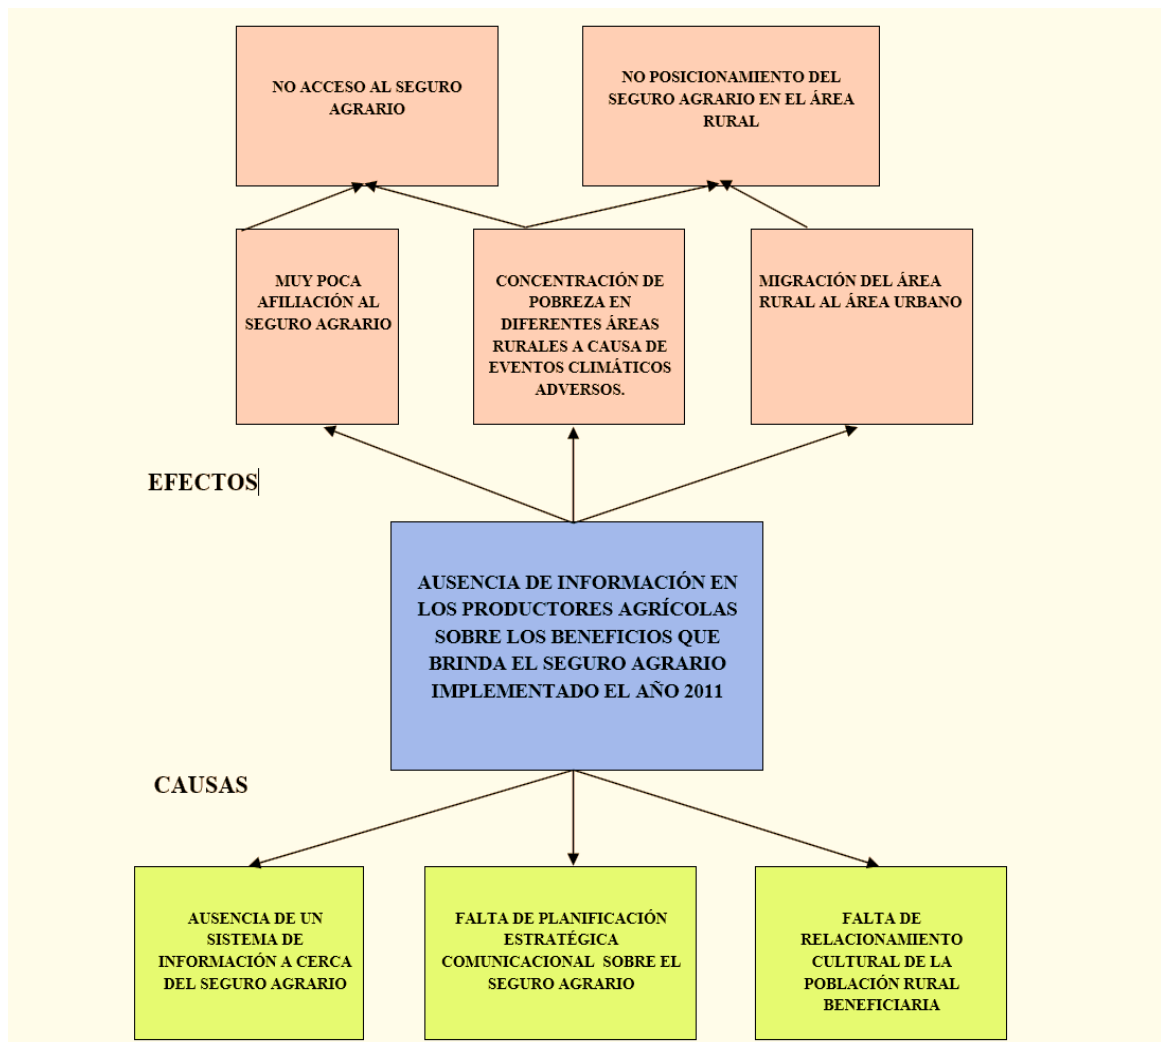 NO ACCESO AL SEGURO
AGRARIO
NO POSICIONAMIENTO DEL
SEGURO AGRARIO EN EL ÁREA
RURAL
MUY POCA
AFILIACIÓN AL
SEGURO AGRARIO
CONCENTRACIÓN DE
POBREZA EN
DIFERENTES ÁREAS
RURALES A CAUSA DE
EVENTOS CLIMÁTICOS
ADVERSOS.
MIGRACIÓN DEL ÁREA
RURAL AL ÁREA URBANO
EFECTOS
AUSENCIA DE INFORMACIÓN EN
LOS PRODUCTORES AGRÍCOLAS
SOBRE LOS BENEFICIOS QUE
BRINDA EL SEGURO AGRARIO
IMPLEMENTADO EL AÑO 2011
CAUSAS
AUSENCIA DE UN
SISTEMA DE
INFORMACIÓN A CERCA
DEL SEGURO AGRARIO
FALTA DE PLANIFICACIÓN
ESTRATÉGICA
COMUNICACIONAL SOBRE EL
SEGURO AGRARIO
FALTA DE
RELACIONAMIENTO
CULTURAL DE LA
POBLACIÓN RURAL
BENEFICIARIA